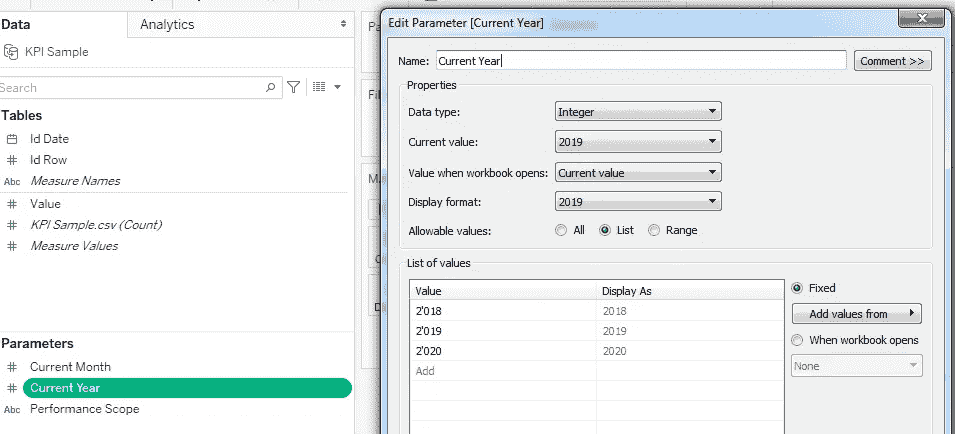 Data
Analytics
KPI Sample
Search
Tables
Id Date
Id Row
Abc Measure Names
Value
KPI Sample.csv (Count)
Measure Values
Parameters
Current Month
Current Year
Abc Performance Scope
Edit Parameter [Current Year]
Name: Current Year Comment >>
Properties
Data type: Integer
Current value: 2019
Value when workbook opens: Current value
Display format: 2019
Allowable values: All List Range
List of values
Value Display As
2'018 2018
2'019 2019
2'020 2020
Add
Fixed
Add values from
When workbook opens
None